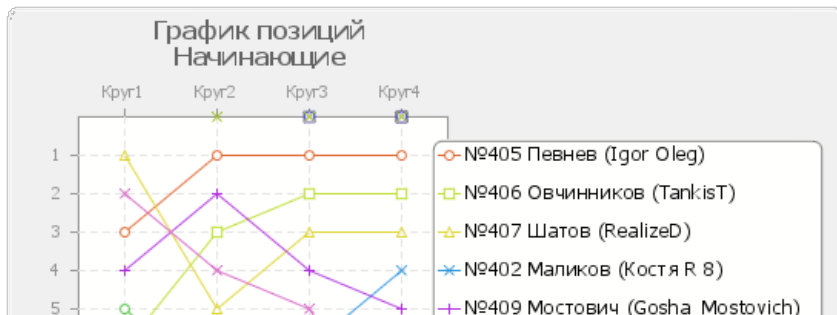 График позиций
Начинающие
Круг1 Круг2 Круг3 Круг4
1
№405 Певнев (Igor Oleg)
2
№406 Овчинников (TankisT)
3
№407 Шатов (RealizeD)
4
№402 Маликов (Костя R 8)
5
№409 Мостович (Gosha_Mostovich)